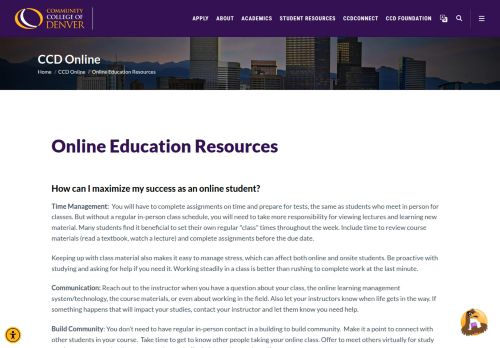 COMMUNITY
COLLEGE OF
DENVER
APPLY ABOUT ACADEMICS STUDENT RESOURCES CCDCONNECT CCD FOUNDATION
CCD Online
Home / CCD Online / Online Education Resources
Online Education Resources
How can I maximize my success as an online student?
Time Management: You will have to complete assignments on time and prepare for tests, the same as students who meet in person for
classes. But without a regular in-person class schedule, you will need to take more responsibility for viewing lectures and learning new
material. Many students find it beneficial to set their own regular "class" times throughout the week. Include time to review course
materials (read a textbook, watch a lecture) and complete assignments before the due date.
Keeping up with class material also makes it easy to manage stress, which can affect both online and onsite students. Be proactive with
studying and asking for help if you need it. Working steadily in a class is better than rushing to complete work at the last minute.
Communication: Reach out to the instructor when you have a question about your class, the online learning management
system/technology, the course materials, or even about working in the field. Also let your instructors know when life gets in the way. If
something happens that will impact your studies, contact your instructor and let them know you need help.
Build Community: You don't need to have regular in-person contact in a building to build community. Make it a point to connect with
other students in your course. Take time to get to know other people taking your online class. Offer to meet others virtually for study